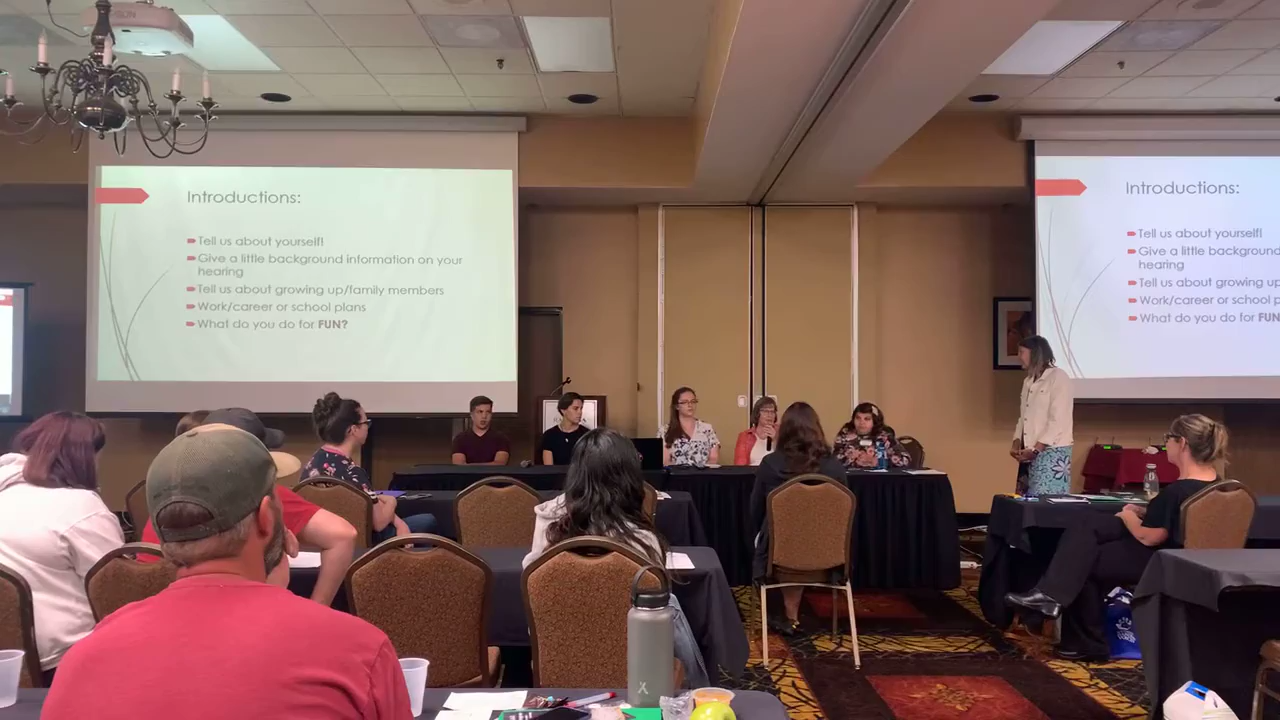 EPSON
Introductions:
Tell us about yourself!
Give a little background information on your
hearing
Tell us about growing up/family members
Work/career or school plans
What do you do for FUN?
Introductions:
Tell us about yourself!
Give a little background
hearing
Tell us about growing up
Work/career or school p
What do you do for FUN